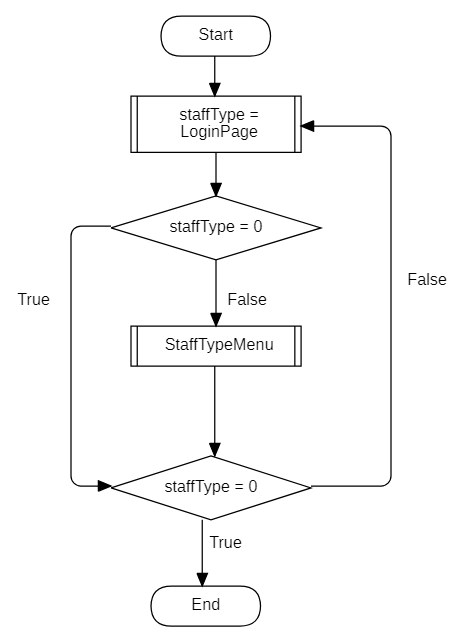 Start
staffType =
LoginPage
staffType = 0
True
False
False
StaffTypeMenu
staffType = 0
True
End